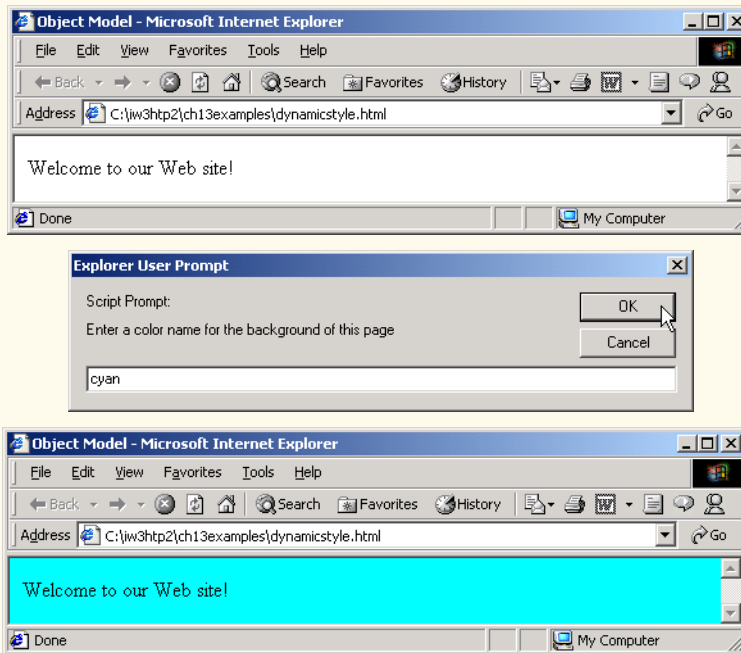 Object Model - Microsoft Internet Explorer
File Edit View Favorites Tools Help
Back Search Favorites History
Address C:\iw3htp2\ch13examples\dynamicstyle.html Go
Welcome to our Web site!
Done My Computer
Explorer User Prompt
Script Prompt:
OK
Enter a color name for the background of this page
Cancel
cyan
Object Model - Microsoft Internet Explorer
File Edit View Favorites Tools Help
Back Search Favorites History
Address C:\iw3htp2\ch13examples\dynamicstyle.html Go
Welcome to our Web site!
Done My Computer